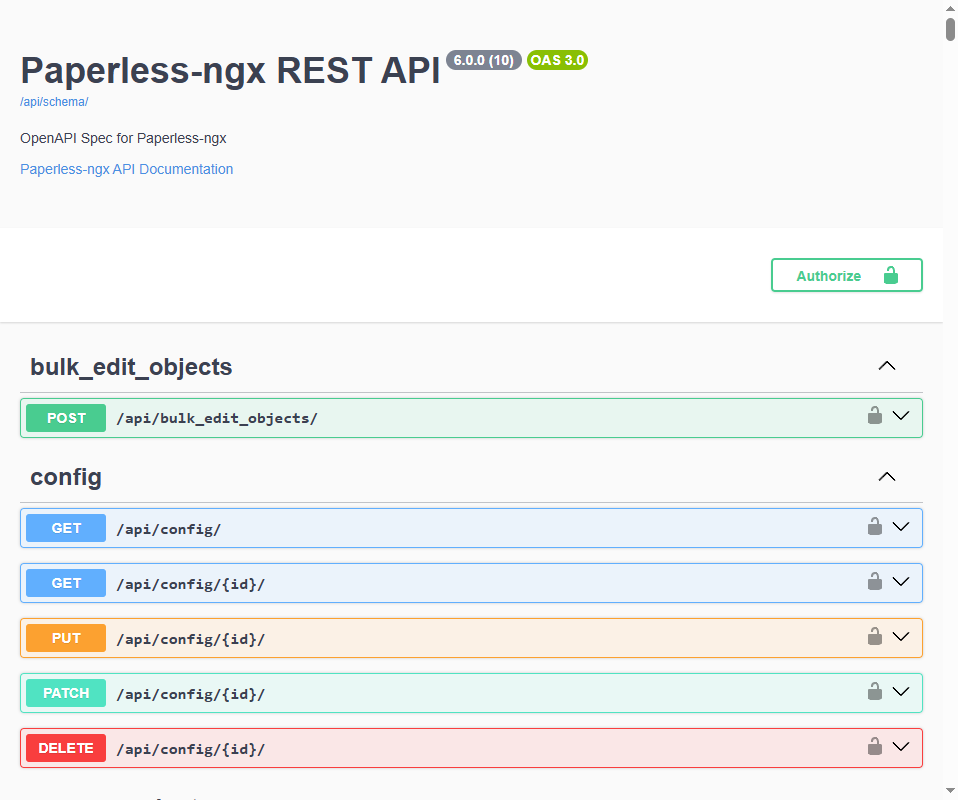 Paperless-ngx REST API 6.0.0 (10) OAS 3.0
/api/schema/
OpenAPI Spec for Paperless-ngx
Paperless-ngx API Documentation
Authorize
bulk_edit_objects
POST /api/bulk_edit_objects/
config
GET /api/config/
GET /api/config/{id}/
PUT /api/config/{id}/
PATCH /api/config/{id}/
DELETE /api/config/{id}/